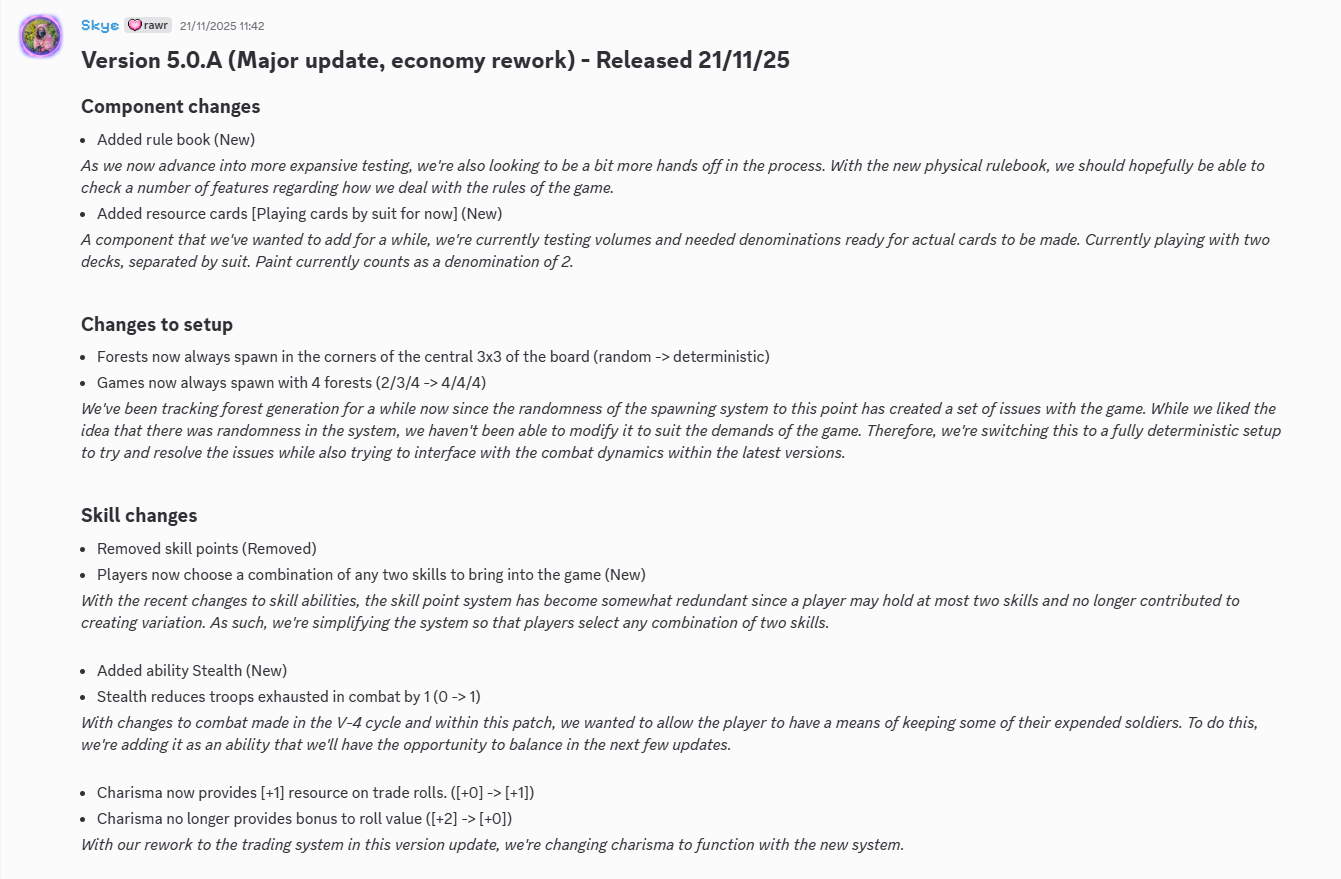 Skye rawr 21/11/2025 11:42
Version 5.0.A (Major update, economy rework) - Released 21/11/25
Component changes
• Added rule book (New)
As we now advance into more expansive testing, we're also looking to be a bit more hands off in the process. With the new physical rulebook, we should hopefully be able to
check a number of features regarding how we deal with the rules of the game.
• Added resource cards [Playing cards by suit for now] (New)
A component that we've wanted to add for a while, we're currently testing volumes and needed denominations ready for actual cards to be made. Currently playing with two
decks, separated by suit. Paint currently counts as a denomination of 2.
Changes to setup
• Forests now always spawn in the corners of the central 3x3 of the board (random -> deterministic)
• Games now always spawn with 4 forests (2/3/4 -> 4/4/4)
We've been tracking forest generation for a while now since the randomness of the spawning system to this point has created a set of issues with the game. While we liked the
idea that there was randomness in the system, we haven't been able to modify it to suit the demands of the game. Therefore, we're switching this to a fully deterministic setup
to try and resolve the issues while also trying to interface with the combat dynamics within the latest versions.
Skill changes
• Removed skill points (Removed)
• Players now choose a combination of any two skills to bring into the game (New)
With the recent changes to skill abilities, the skill point system has become somewhat redundant since a player may hold at most two skills and no longer contributed to
creating variation. As such, we're simplifying the system so that players select any combination of two skills.
• Added ability Stealth (New)
• Stealth reduces troops exhausted in combat by 1 (0 -> 1)
With changes to combat made in the V-4 cycle and within this patch, we wanted to allow the player to have a means of keeping some of their expended soldiers. To do this,
we're adding it as an ability that we'll have the opportunity to balance in the next few updates.
• Charisma now provides [+1] resource on trade rolls. ([+0] -> [+1])
• Charisma no longer provides bonus to roll value ([+2] -> [+0])
With our rework to the trading system in this version update, we're changing charisma to function with the new system.